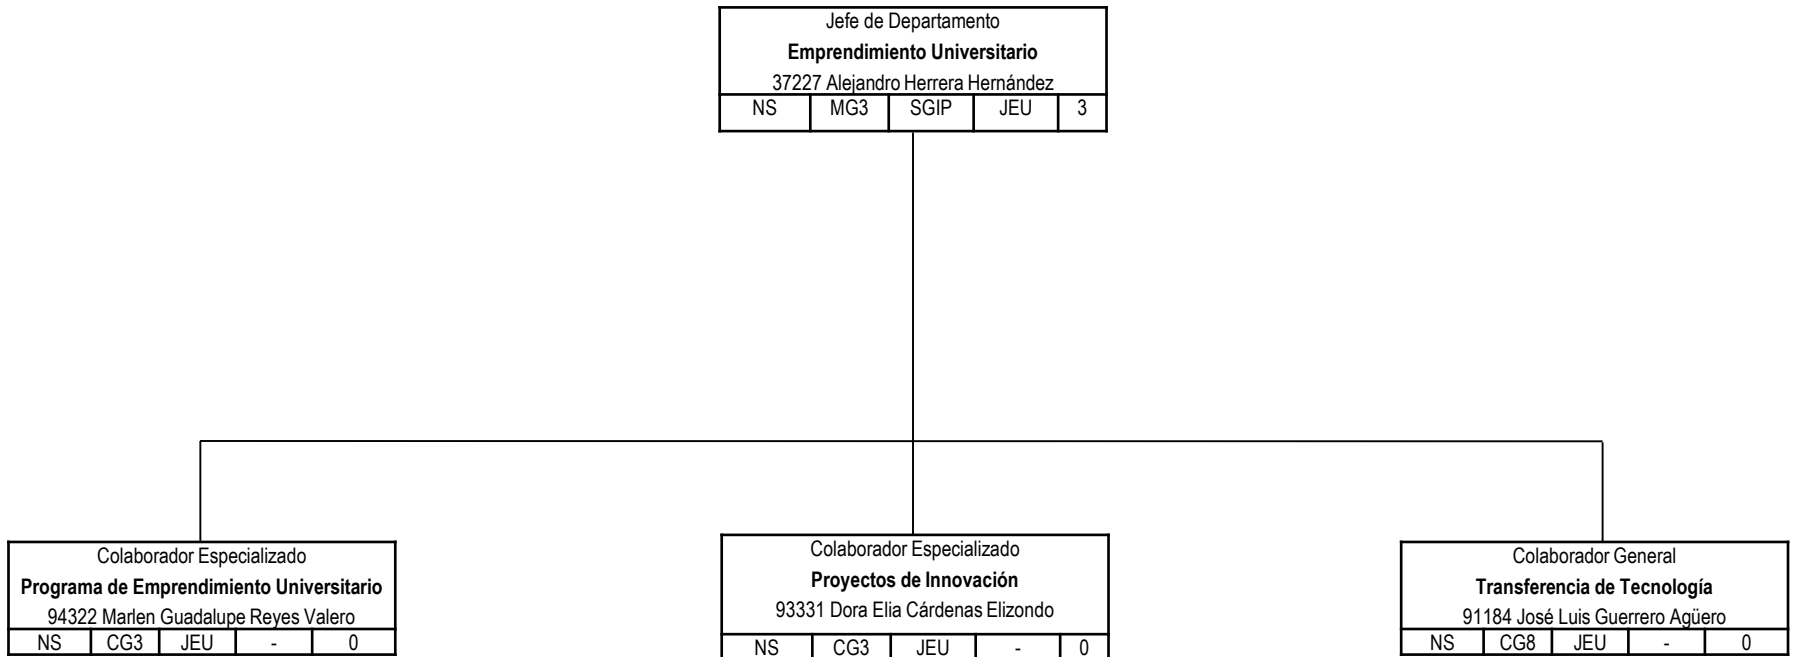 Jefe de Departamento
Emprendimiento Universitario
37227 Alejandro Herrera Hernández
NS MG3 SGIP JEU 3
Colaborador Especializado
Programa de Emprendimiento Universitario
94322 Marlen Guadalupe Reyes Valero
NS CG3 JEU - 0
Colaborador Especializado
Proyectos de Innovación
93331 Dora Elia Cárdenas Elizondo
NS CG3 JEU - 0
Colaborador General
Transferencia de Tecnología
91184 José Luis Guerrero Agüero
NS CG8 JEU - 0